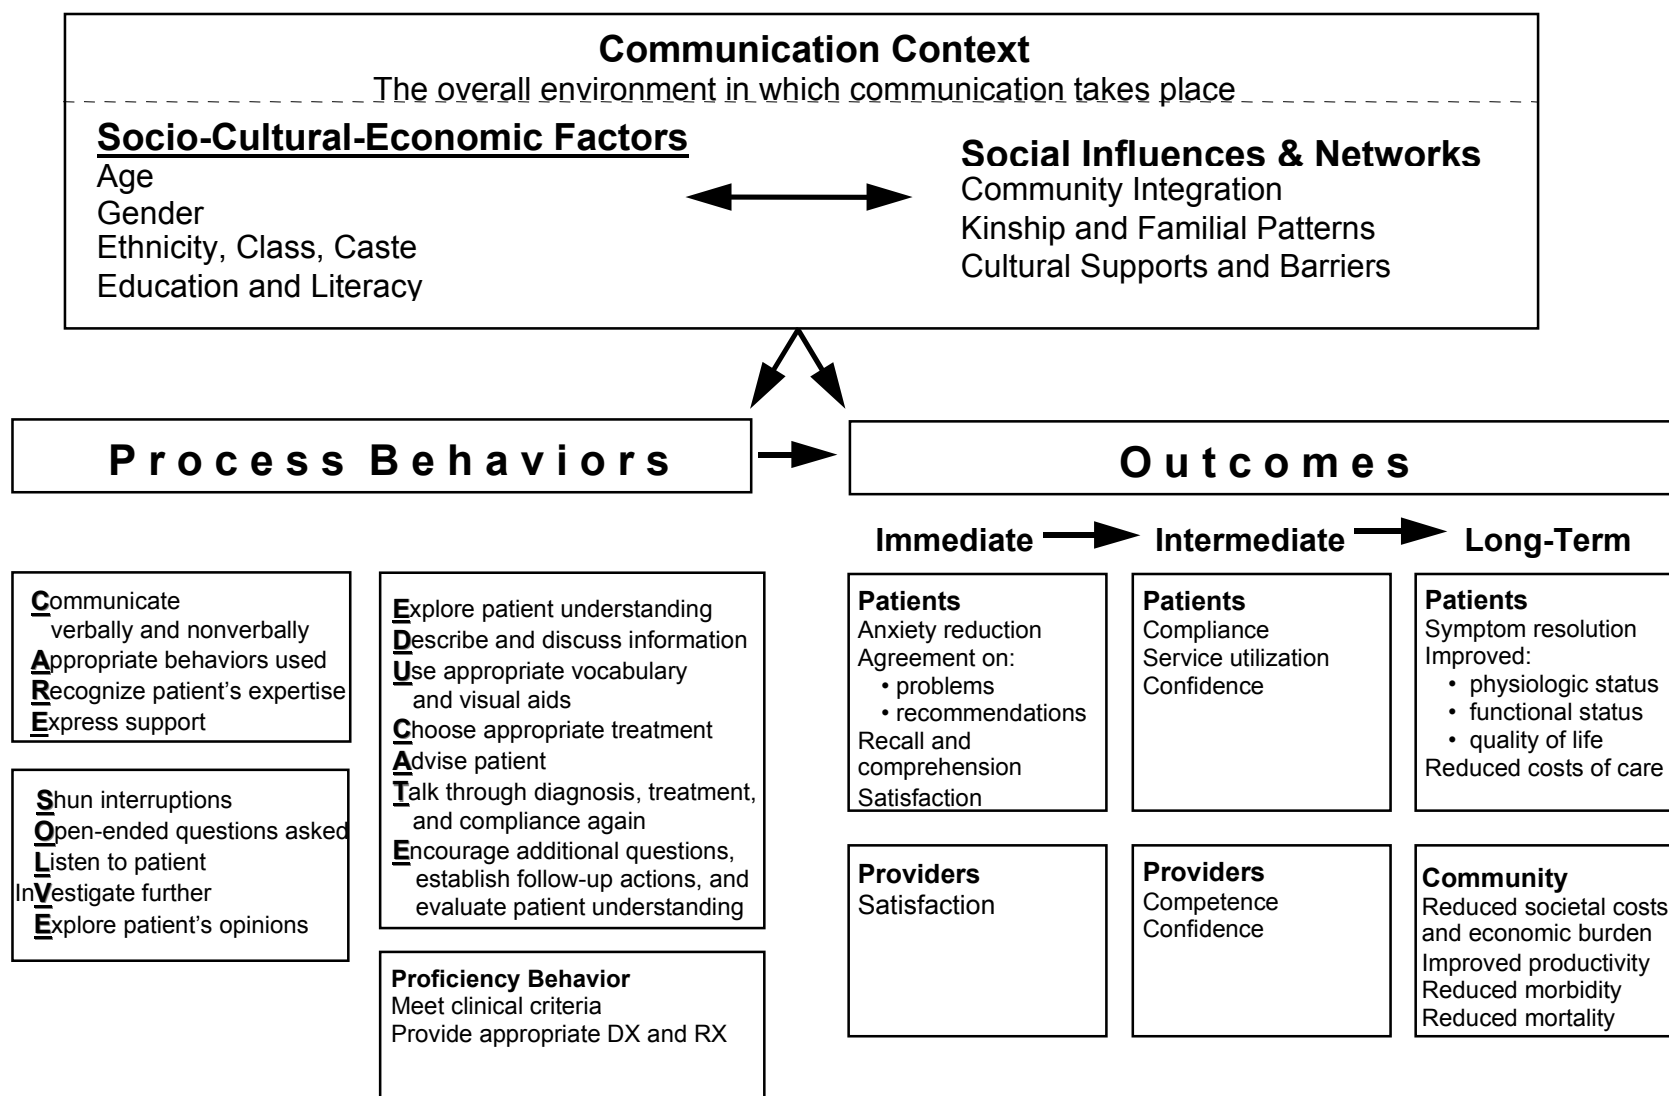 Communication Context
The overall environment in which communication takes place
Socio-Cultural-Economic Factors
Age
Gender
Ethnicity, Class, Caste
Education and Literacy
Social Influences & Networks
Community Integration
Kinship and Familial Patterns
Cultural Supports and Barriers
Process Behaviors
Outcomes
Communicate
verbally and nonverbally
Appropriate behaviors used
Recognize patient's expertise
Express support
Shun interruptions
Open-ended questions asked
Listen to patient
InVestigate further
Explore patient's opinions
Explore patient understanding
Describe and discuss information
Use appropriate vocabulary
and visual aids
Choose appropriate treatment
Advise patient
Talk through diagnosis, treatment,
and compliance again
Encourage additional questions,
establish follow-up actions, and
evaluate patient understanding
Proficiency Behavior
Meet clinical criteria
Provide appropriate DX and RX
Immediate
Intermediate
Long-Term
Patients
Anxiety reduction
Agreement on:
• problems
• recommendations
Recall and
comprehension
Satisfaction
Providers
Satisfaction
Patients
Compliance
Service utilization
Confidence
Providers
Competence
Confidence
Patients
Symptom resolution
Improved:
• physiologic status
• functional status
• quality of life
Reduced costs of care
Community
Reduced societal costs
and economic burden
Improved productivity
Reduced morbidity
Reduced mortality